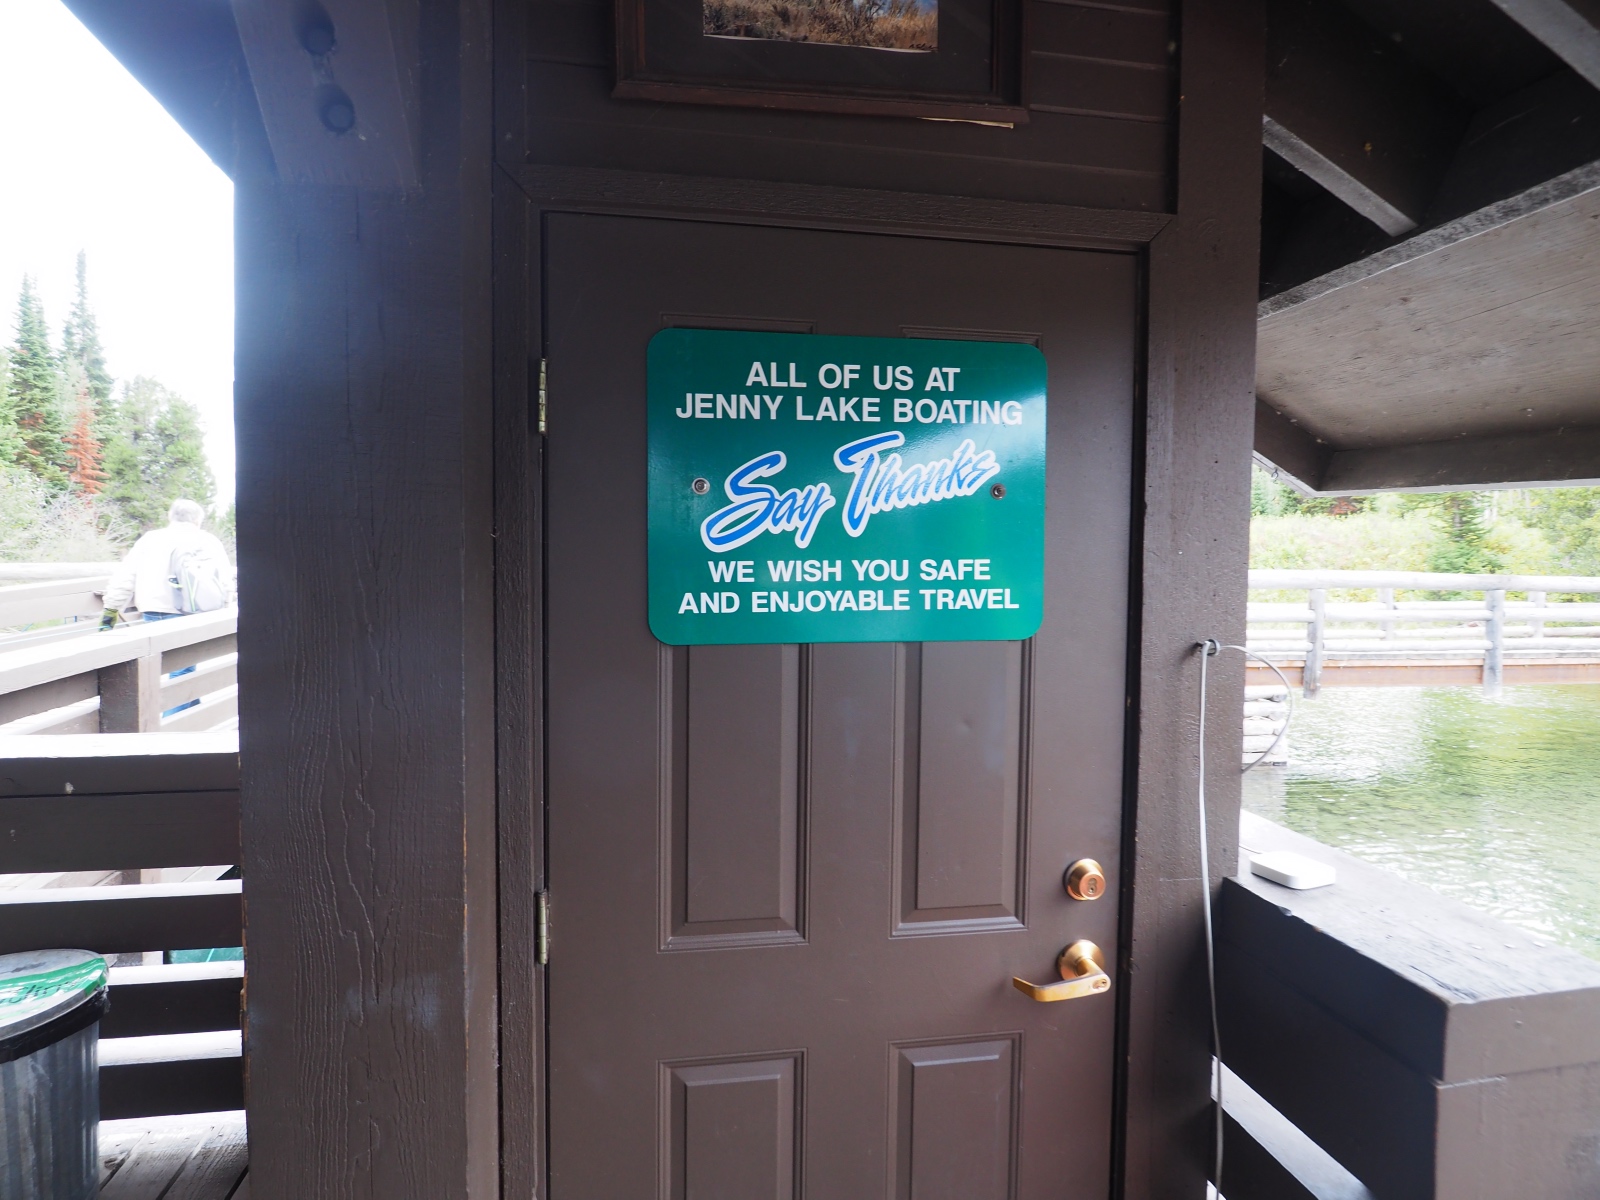 ALL OF US AT
JENNY LAKE BOATING
Say Thanks
WE WISH YOU SAFE
AND ENJOYABLE TRAVEL